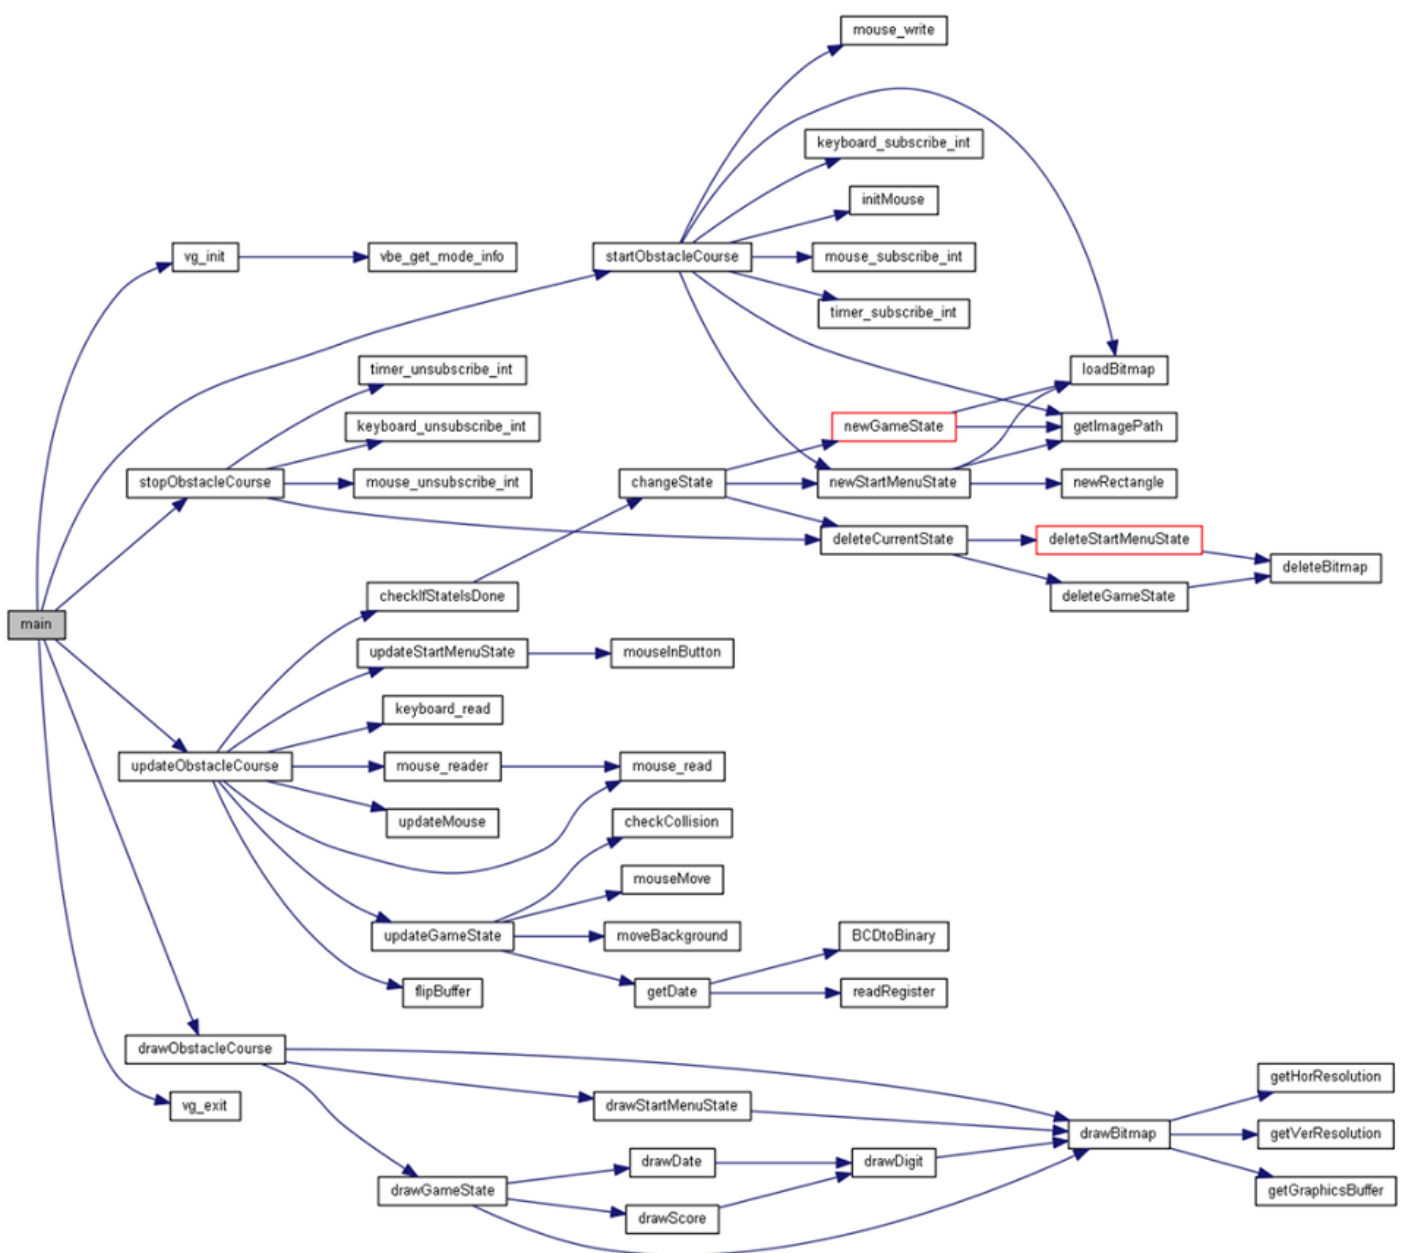 mouse_write
keyboard_subscribe_int
initMouse
vg_init
vbe_get_mode_info
startObstacleCourse
mouse_subscribe_int
timer_subscribe_int
timer_unsubscribe_int
loadBitmap
keyboard_unsubscribe_int
newGameState
getImagePath
stopObstacleCourse
mouse_unsubscribe_int
changeState
newStartMenuState
newRectangle
deleteCurrentState
deleteStartMenuState
deleteBitmap
checkIfStateIsDone
deleteGameState
main
updateStartMenuState
mouseInButton
keyboard_read
updateObstacleCourse
mouse_reader
mouse_read
updateMouse
checkCollision
mouseMove
updateGameState
moveBackground
BCDtoBinary
flipBuffer
getDate
readRegister
drawObstacleCourse
getHorResolution
vg_exit
drawStartMenuState
drawBitmap
getVerResolution
drawDate
drawDigit
drawGameState
getGraphicsBuffer
drawScore